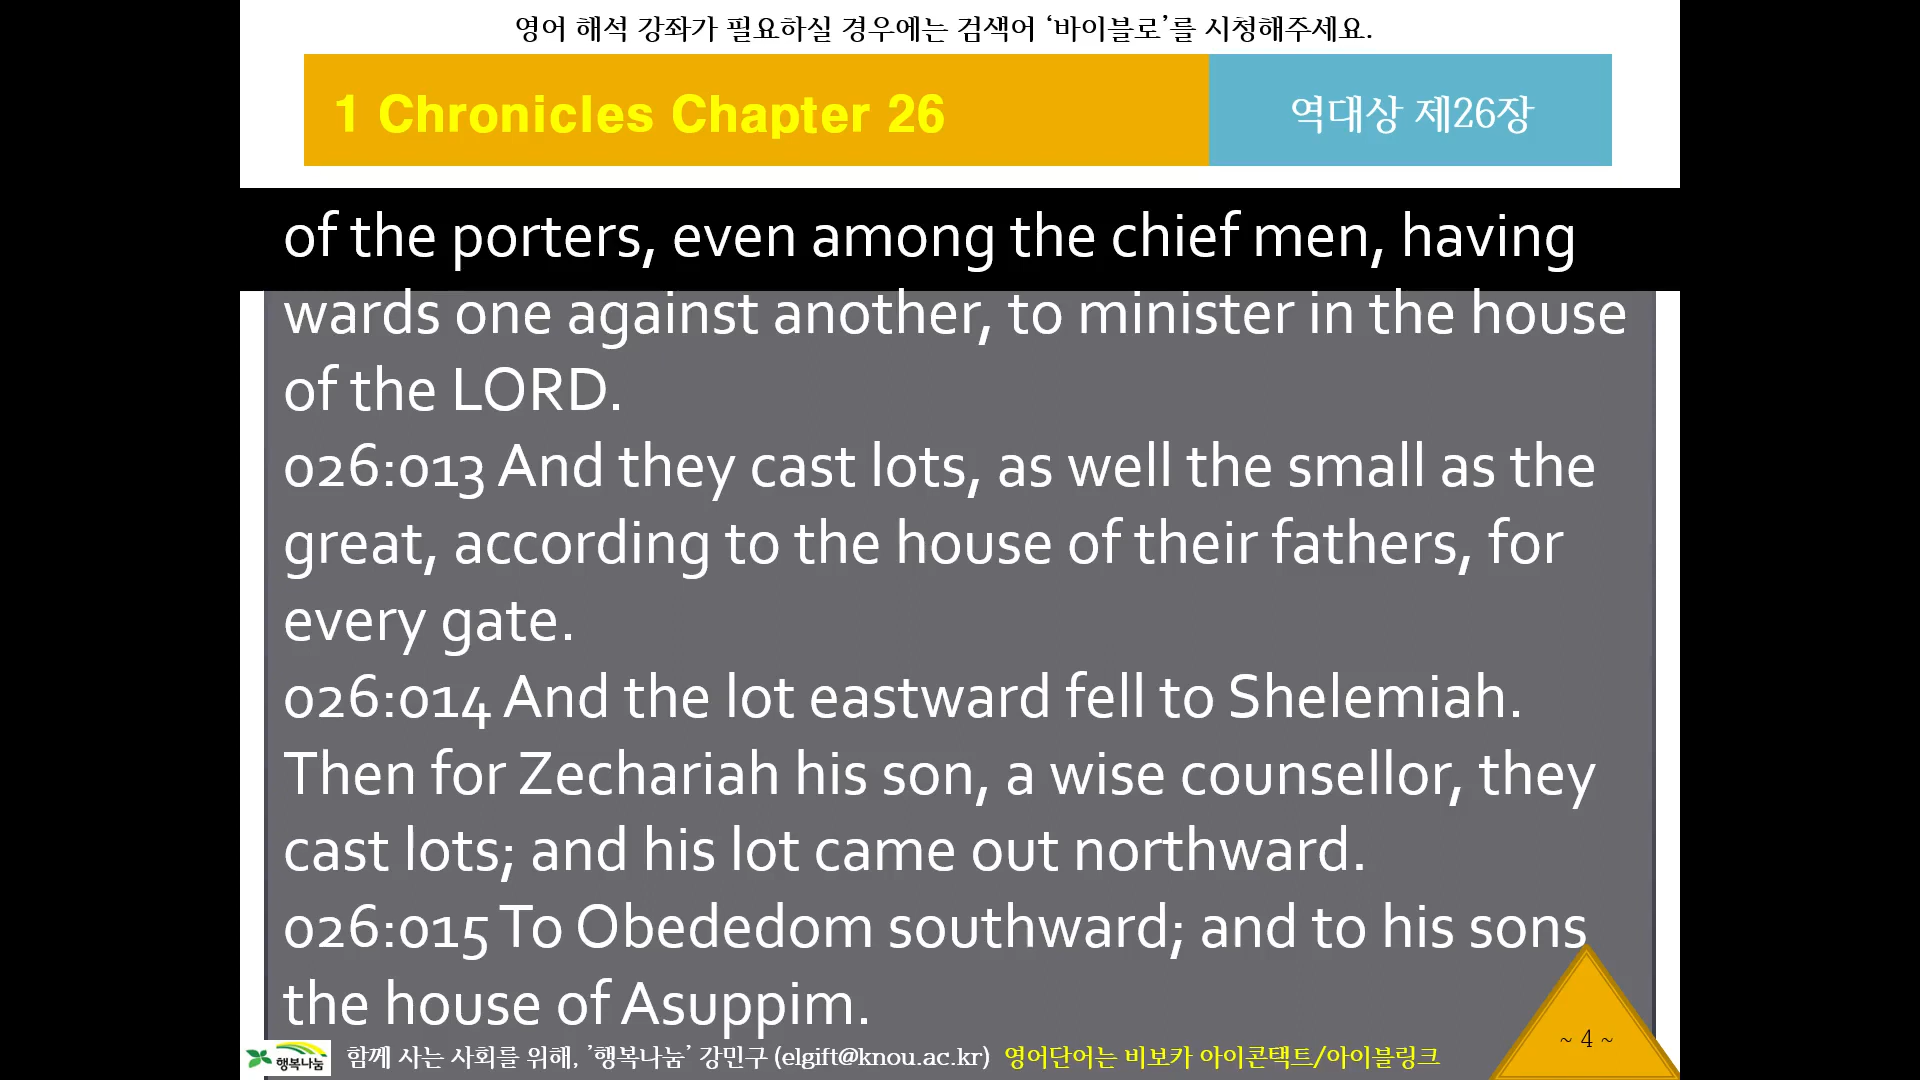 영어 해석 강좌가 필요하실 경우에는 검색어 ‘바이블로’를 시청해주세요.
1 Chronicles Chapter 26
역대상 제26장
of the porters, even among the chief men, having
wards one against another, to minister in the house
of the LORD.
026:013 And they cast lots, as well the small as the
great, according to the house of their fathers, for
every gate.
026:014 And the lot eastward fell to Shelemiah.
Then for Zechariah his son, a wise counsellor, they
cast lots; and his lot came out northward.
026:015 To Obededom southward; and to his sons
the house of Asuppim.
~ 4 ~
행복나눔
함께 사는 사회를 위해, ’행복나눔’ 강민구 (elgift@knou.ac.kr) 영어단어는 비보카 아이콘택트/아이블링크